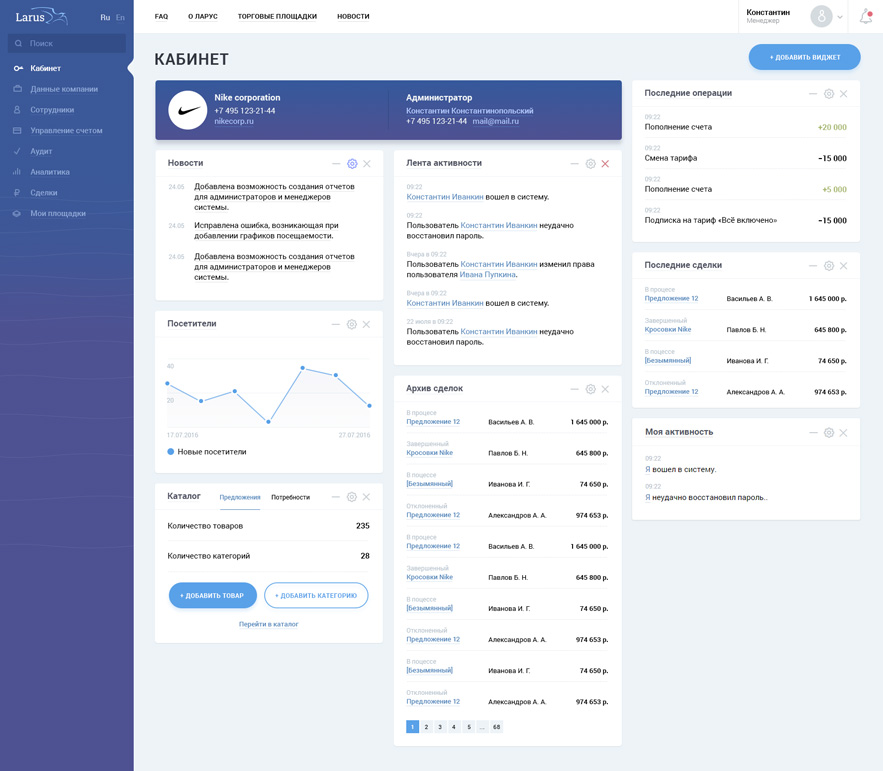 Larus
Ru En
Поиск
Кабинет
Данные компании
Сотрудники
Управление счетом
Аудит
Аналитика
Сделки
Мои площадки
FAQ О ЛАРУС ТОРГОВЫЕ ПЛОЩАДКИ НОВОСТИ
Константин
Менеджер
КАБИНЕТ
+ ДОБАВИТЬ ВИДЖЕТ
Nike corporation
+7 495 123-21-44
nikecorp.ru
Администратор
Константин Константинопольский
+7 495 123-21-44 mail@mail.ru
Новости
24.05 Добавлена возможность создания отчетов
для администраторов и менеджеров
системы.
24.05 Исправлена ошибка, возникающая при
добавлении графиков посещаемости.
24.05 Добавлена возможность создания отчетов
для администраторов и менеджеров
системы.
Посетители
40
20
17.07.2016 27.07.2016
Новые посетители
Каталог Предложения Потребности
Количество товаров 235
Количество категорий 28
+ ДОБАВИТЬ ТОВАР + ДОБАВИТЬ КАТЕГОРИЮ
Перейти в каталог
Лента активности
09:22
Константин Иванкин вошел в систему.
09:22
Пользователь Константин Иванкин неудачно
восстановил пароль.
Вчера в 09:22
Пользователь Константин Иванкин изменил права
пользователя Ивана Пупкина.
Вчера в 09:22
Константин Иванкин вошел в систему.
22 июле в 09:22
Пользователь Константин Иванкин неудачно
восстановил пароль.
Архив сделок
В процесе
Предложение 12 Васильев А. В. 1 645 000 р.
Завершенный
Кросовки Nike Павлов Б. Н. 645 800 р.
В поцессе
[Безымянный] Иванова И. Г. 74 650 р.
Отклоненный
Предложение 12 Александров А. А. 974 653 р.
В процесе
Предложение 12 Васильев А. В. 1 645 000 р.
Завершенный
Кросовки Nike Павлов Б. Н. 645 800 р.
В поцессе
[Безымянный] Иванова И. Г. 74 650 р.
Отклоненный
Предложение 12 Александров А. А. 974 653 р.
В поцессе
[Безымянный] Иванова И. Г. 74 650 р.
Отклоненный
Предложение 12 Александров А. А. 974 653 р.
1 2 3 4 5 ... 68
Последние операции
09:22
Пополнение счета +20 000
Смена тарифа -15 000
09:22
Пополнение счета +5 000
09:22
Подписка на тариф «Всё включено» -15 000
Последние сделки
В процесе
Предложение 12 Васильев А. В. 1 645 000 р.
Завершенный
Кросовки Nike Павлов Б. Н. 645 800 р.
В поцессе
[Безымянный] Иванова И. Г. 74 650 р.
Отклоненный
Предложение 12 Александров А. А. 974 653 р.
Моя активность
09:22
Я вошел в систему.
09:22
Я неудачно восстановил пароль..